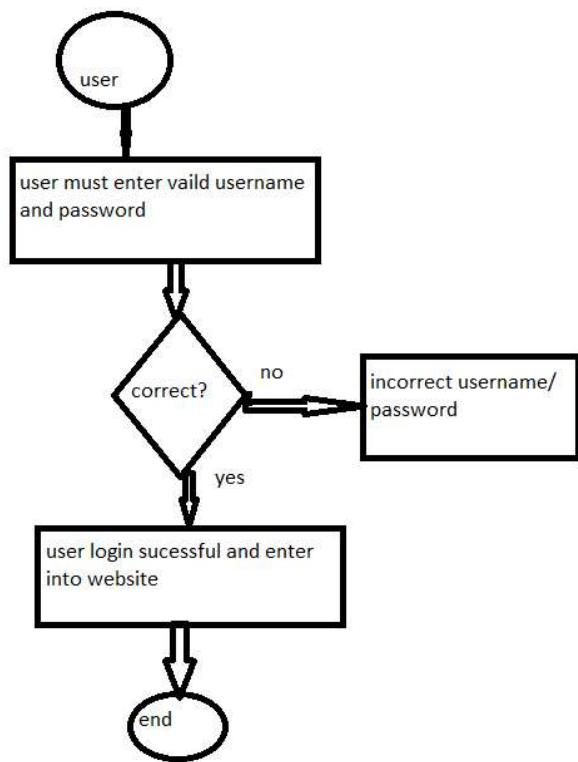 user
user must enter vaild username
and password
correct?
no
incorrect username/
password
yes
user login sucessful and enter
into website
end